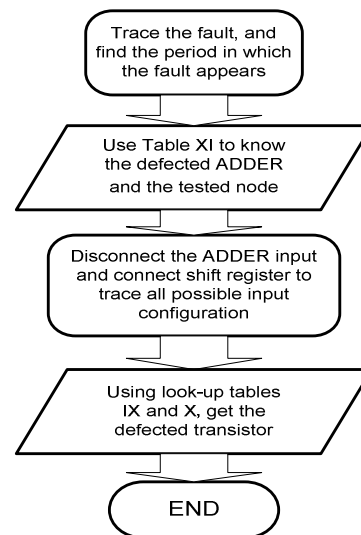 Trace the fault, and
find the period in which
the fault appears
Use Table XI to know
the defected ADDER
and the tested node
Disconnect the ADDER input
and connect shift register to
trace all possible input
configuration
Using look-up tables
IX and X, get the
defected transistor
END